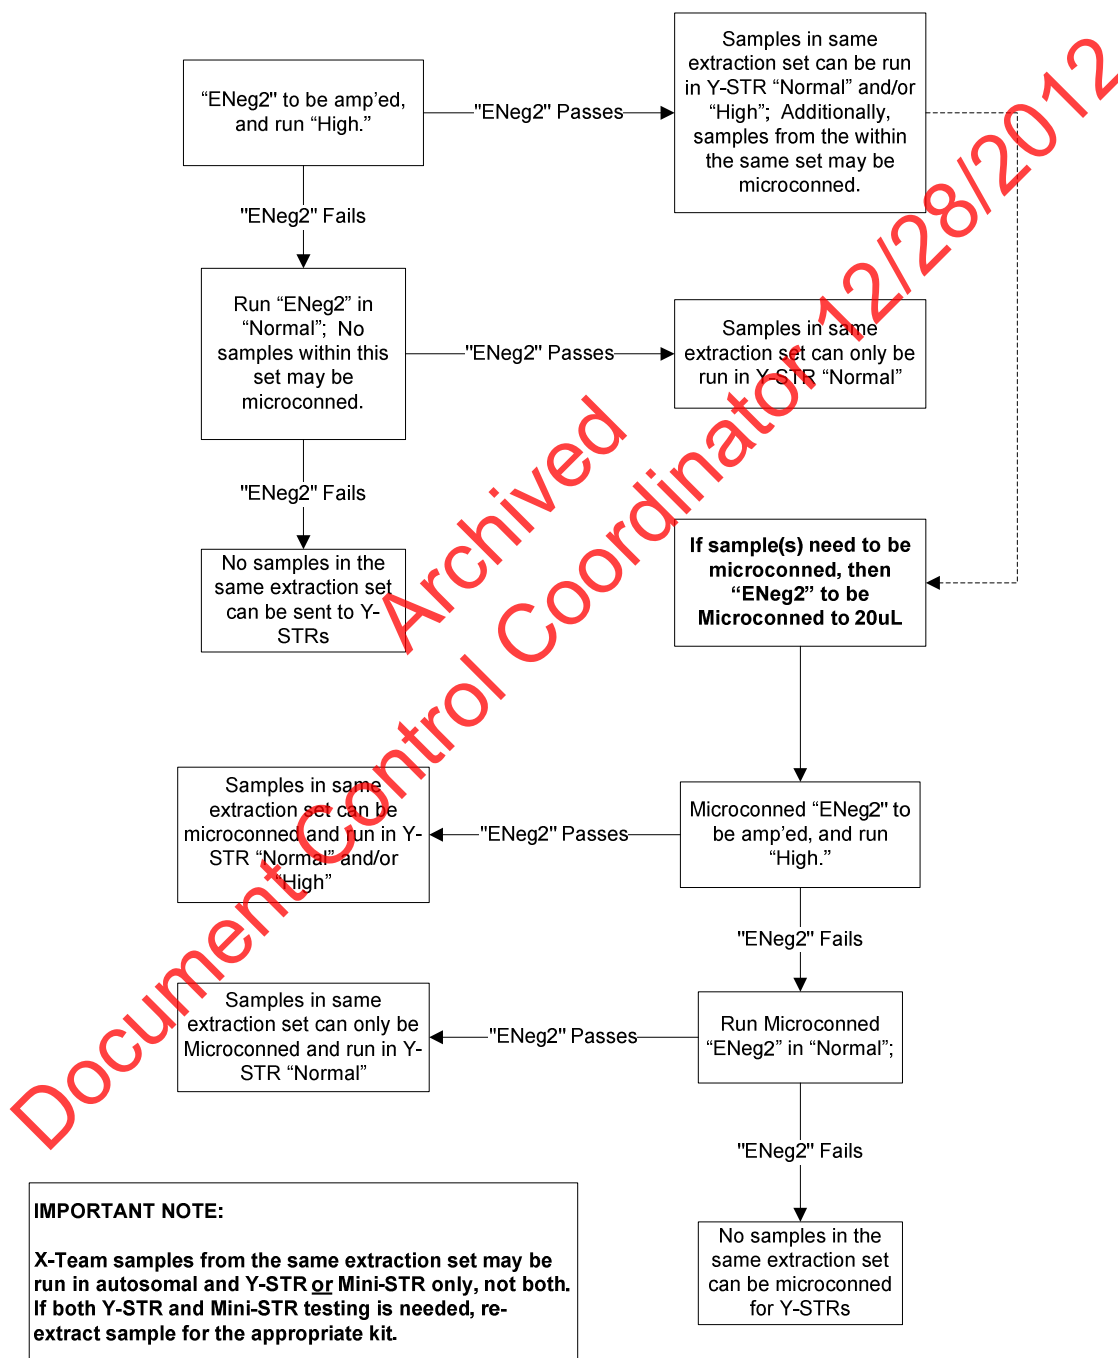 “ENeg2" to be amp’ed,
and run “High.”
"ENeg2" Passes
Samples in same
extraction set can be run
in Y-STR “Normal” and/or
“High”;  Additionally,
samples from the within
the same set may be
microconned.
"ENeg2" Fails
Run “ENeg2” in
“Normal”;  No
samples within this
set may be
microconned.
"ENeg2" Passes
Samples in same
extraction set can only be
run in Y-STR “Normal”
"ENeg2" Fails
No samples in the
same extraction set
can be sent to Y-
STRs
If sample(s) need to be
microconned, then
“ENeg2” to be
Microconned to 20uL
Microconned “ENeg2” to
be amp’ed, and run
“High.”
"ENeg2" Passes
Samples in same
extraction set can be
microconned and run in Y-
STR “Normal” and/or
“High”
"ENeg2" Fails
Run Microconned
“ENeg2” in “Normal”;
"ENeg2" Passes
Samples in same
extraction set can only be
Microconned and run in Y-
STR “Normal”
"ENeg2" Fails
No samples in the
same extraction set
can be microconned
for Y-STRs
IMPORTANT NOTE:
X-Team samples from the same extraction set may be
run in autosomal and Y-STR or Mini-STR only, not both.
If both Y-STR and Mini-STR testing is needed, re-
extract sample for the appropriate kit.
Archived
Document Control Coordinator 12/28/2012